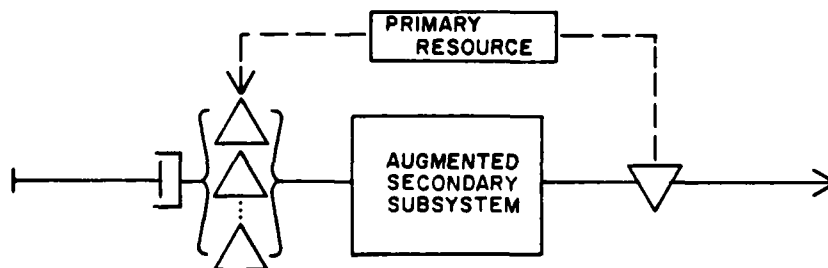 PRIMARY
RESOURCE
AUGMENTED
SECONDARY
SUBSYSTEM